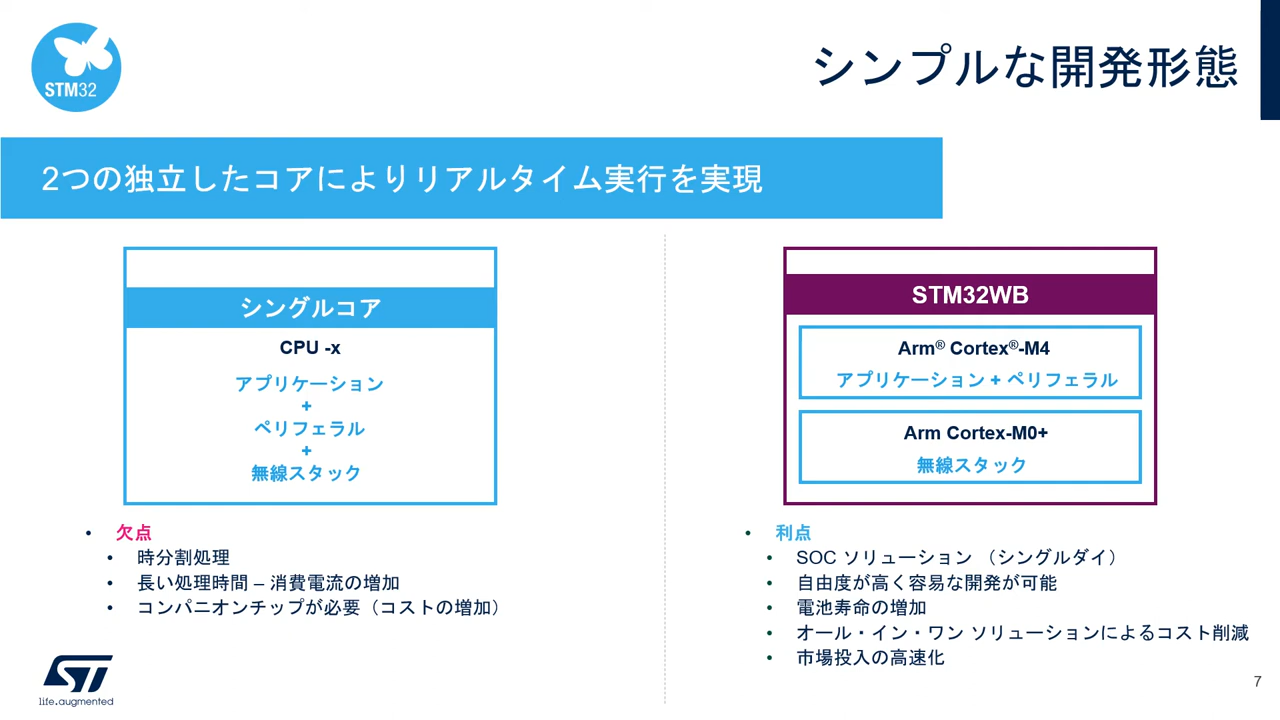 STM32
シンプルな開発形態
2つの独立したコアによりリアルタイム実行を実現
シングルコア
CPU -x
アプリケーション
+
ペリフェラル
+
無線スタック
• 欠点
• 時分割処理
• 長い処理時間 – 消費電流の増加
• コンパニオンチップが必要（コストの増加）
STM32WB
Arm® Cortex®-M4
アプリケーション + ペリフェラル
Arm Cortex-M0+
無線スタック
• 利点
• SOC ソリューション （シングルダイ）
• 自由度が高く容易な開発が可能
• 電池寿命の増加
• オール・イン・ワン ソリューションによるコスト削減
• 市場投入の高速化
ST
life.augmented
7